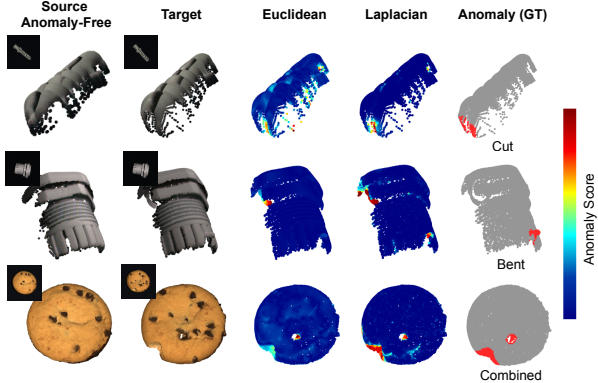 Source
Anomaly-Free
Target
Euclidean
Laplacian
Anomaly (GT)
Cut
Bent
Combined
Anomaly Score